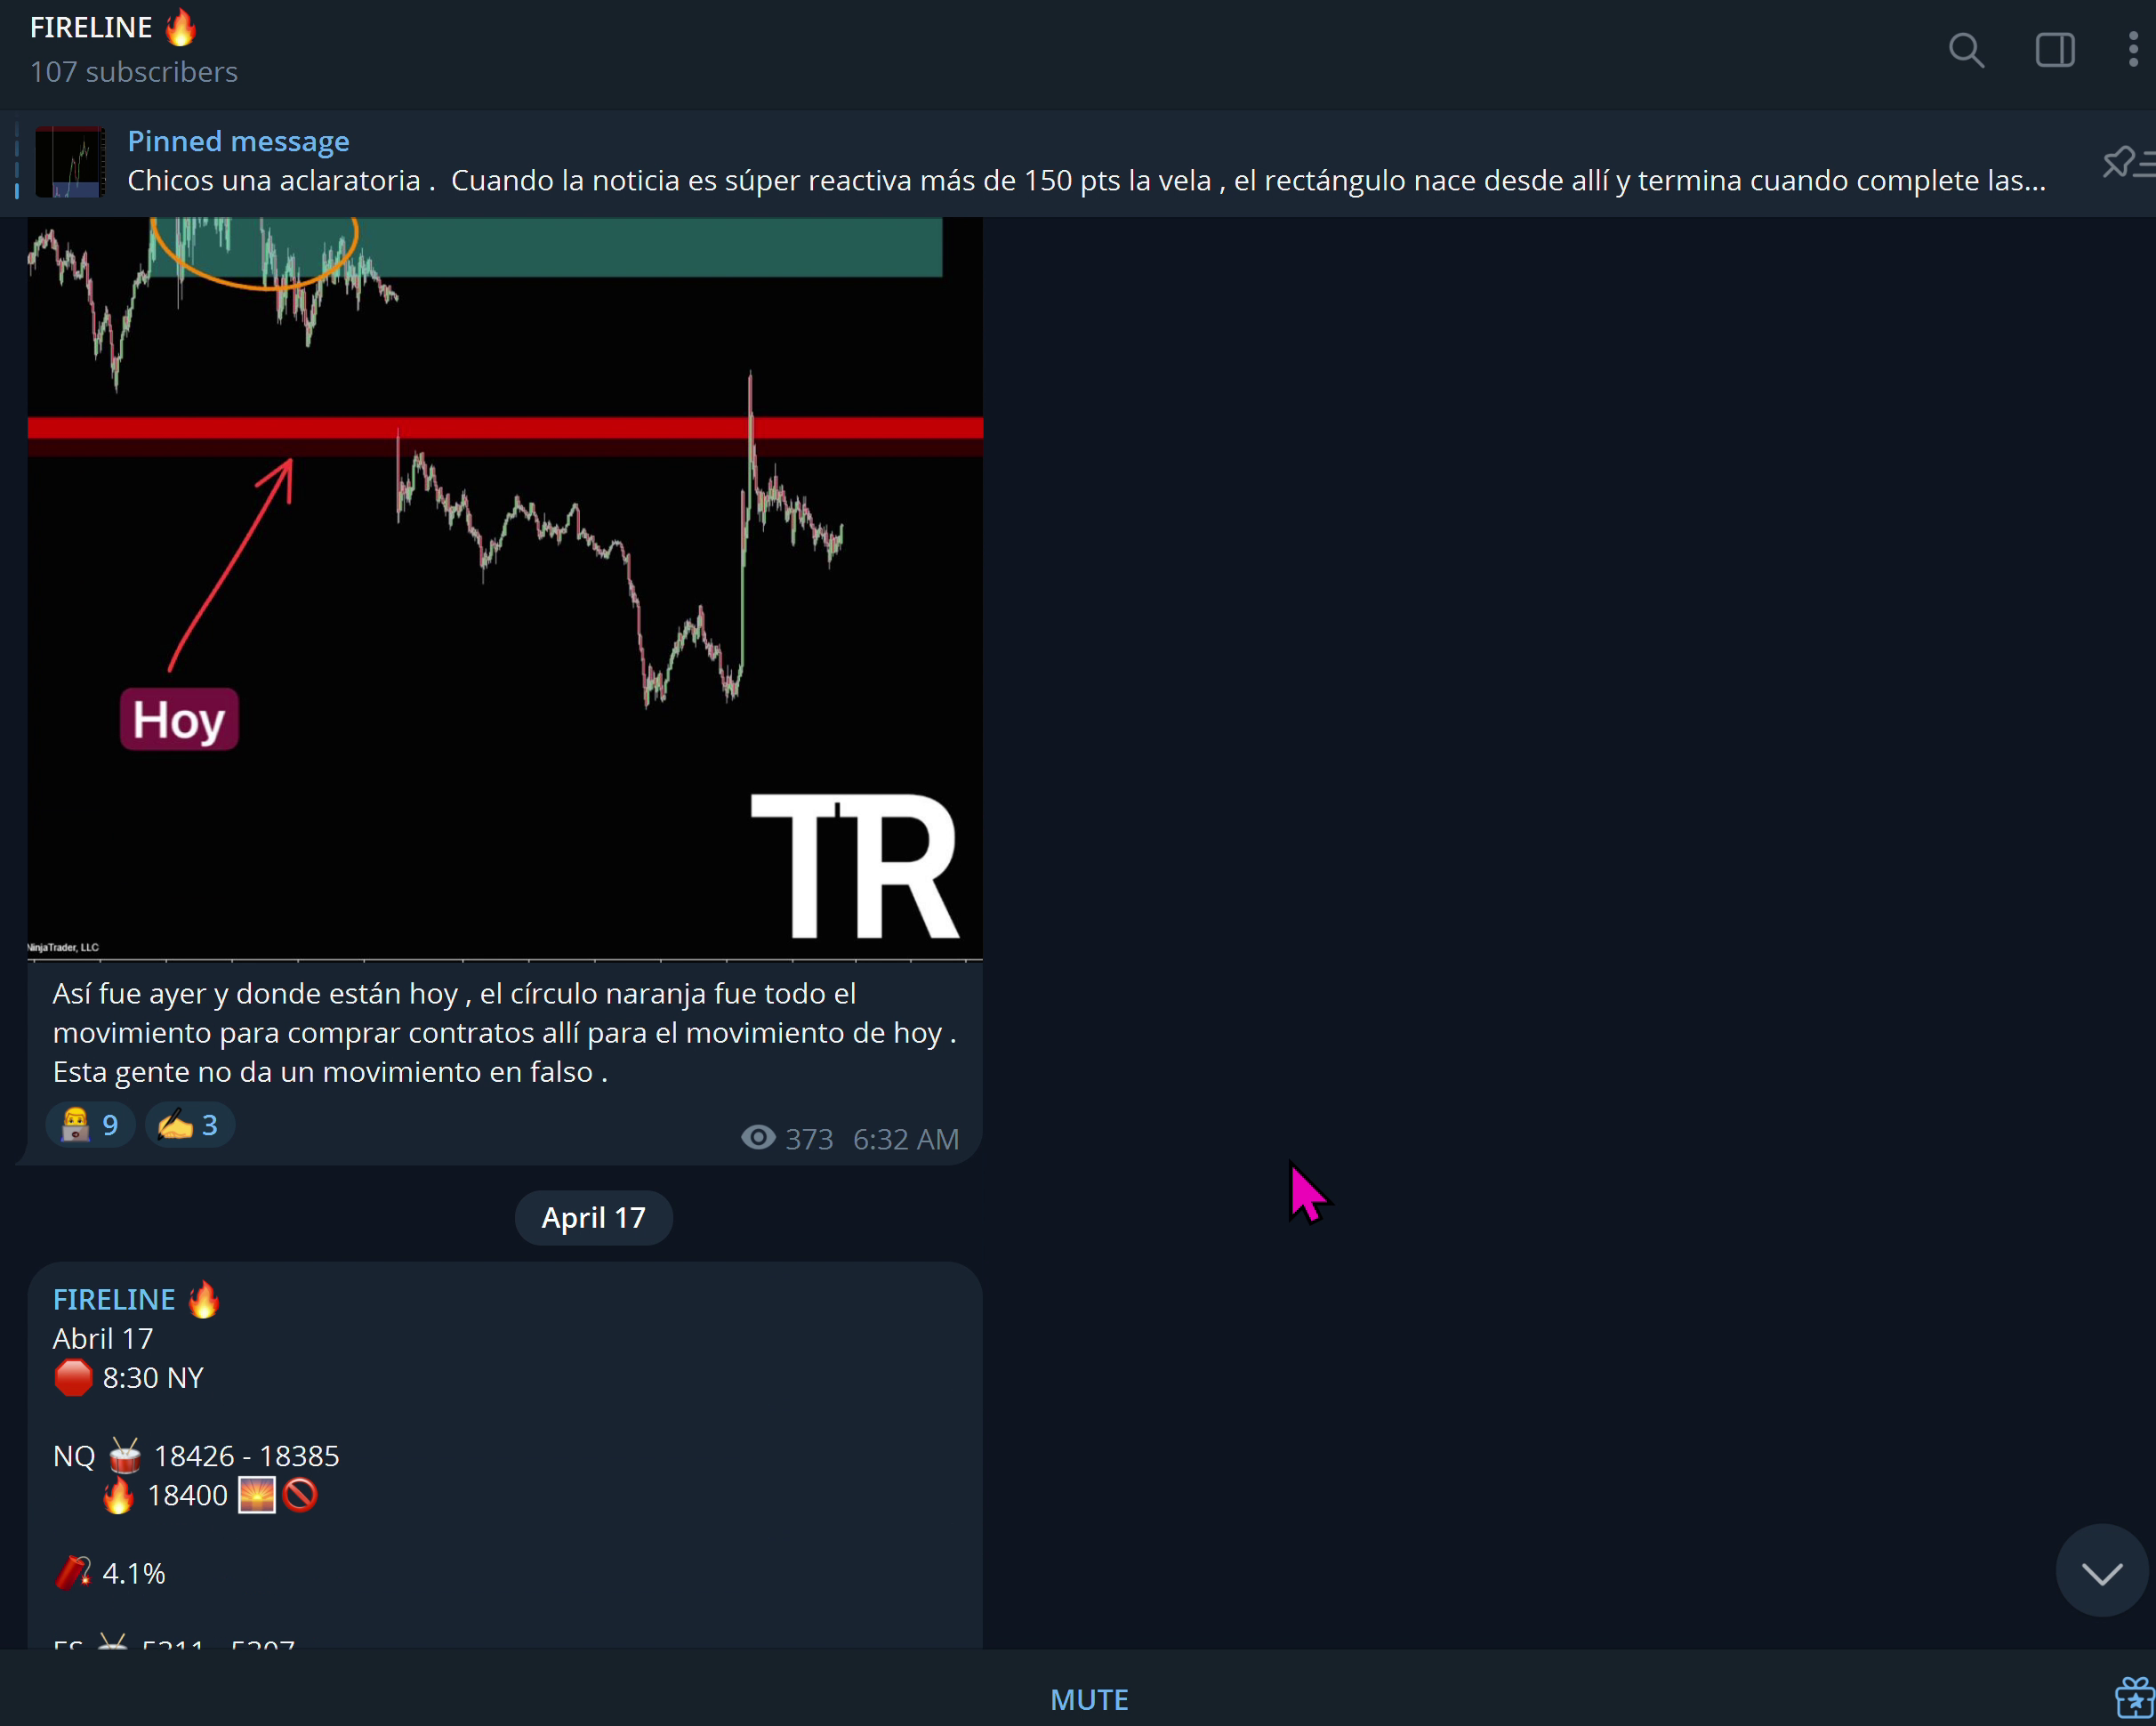 FIRELINE 🔥
107 subscribers
Pinned message
Chicos una aclaratoria .  Cuando la noticia es súper reactiva más de 150 pts la vela , el rectángulo nace desde allí y termina cuando complete las...
Hoy
TR
NinjaTrader, LLC
Así fue ayer y donde están hoy , el círculo naranja fue todo el
movimiento para comprar contratos allí para el movimiento de hoy .
Esta gente no da un movimiento en falso .
👨‍💻 9 ✍️ 3
373 6:32 AM
April 17
FIRELINE 🔥
Abril 17
🛑 8:30 NY
NQ 🥁 18426 - 18385
🔥 18400 🌅🚫
🧨 4.1%
ES 🥁 5311 - 5307
MUTE